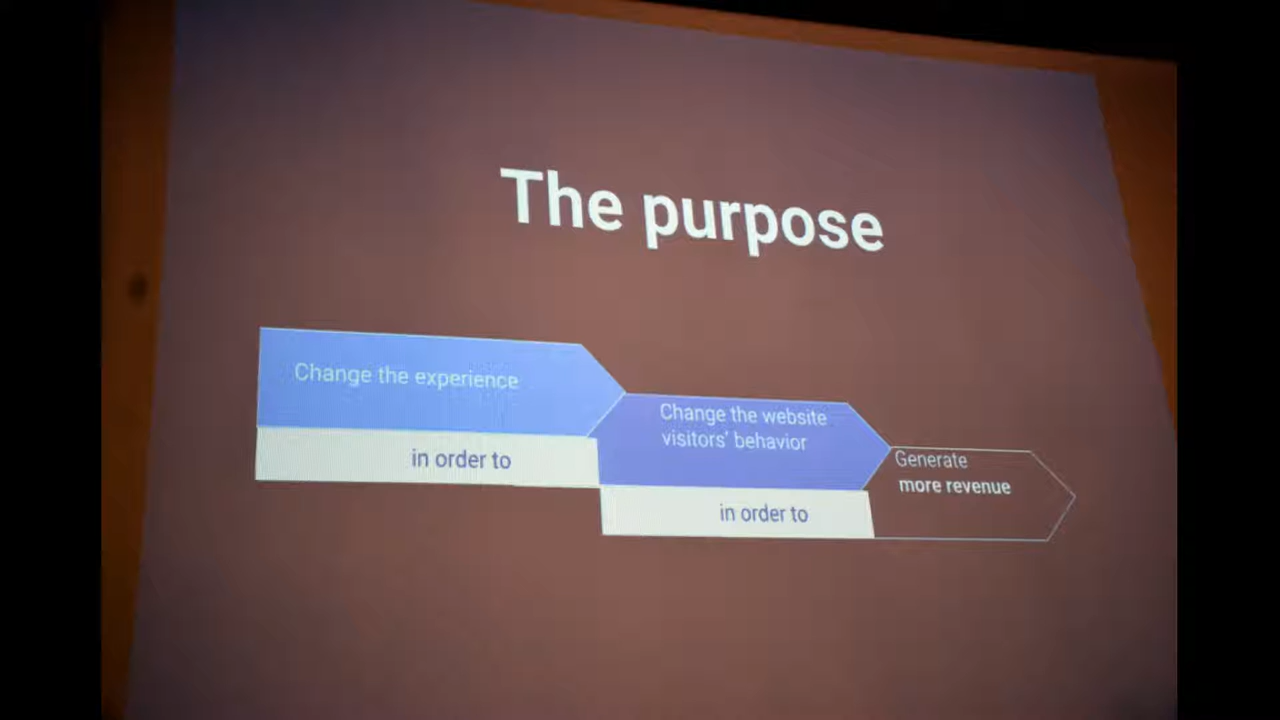 The purpose
Change the experience
in order to
Change the website
visitors' behavior
in order to
Generate
more revenue